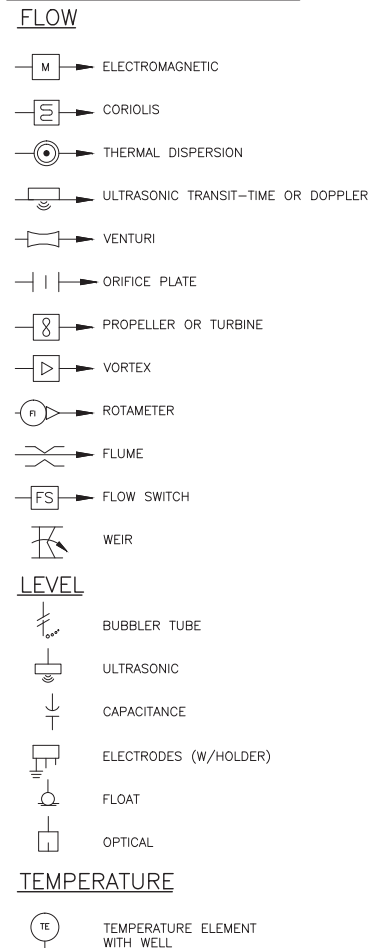 FLOW
M ELECTROMAGNETIC
CORIOLIS
THERMAL DISPERSION
ULTRASONIC TRANSIT-TIME OR DOPPLER
VENTURI
ORIFICE PLATE
PROPELLER OR TURBINE
VORTEX
FI ROTAMETER
FLUME
FS FLOW SWITCH
WEIR
LEVEL
BUBBLER TUBE
ULTRASONIC
CAPACITANCE
ELECTRODES (W/HOLDER)
FLOAT
OPTICAL
TEMPERATURE
TE TEMPERATURE ELEMENT
WITH WELL